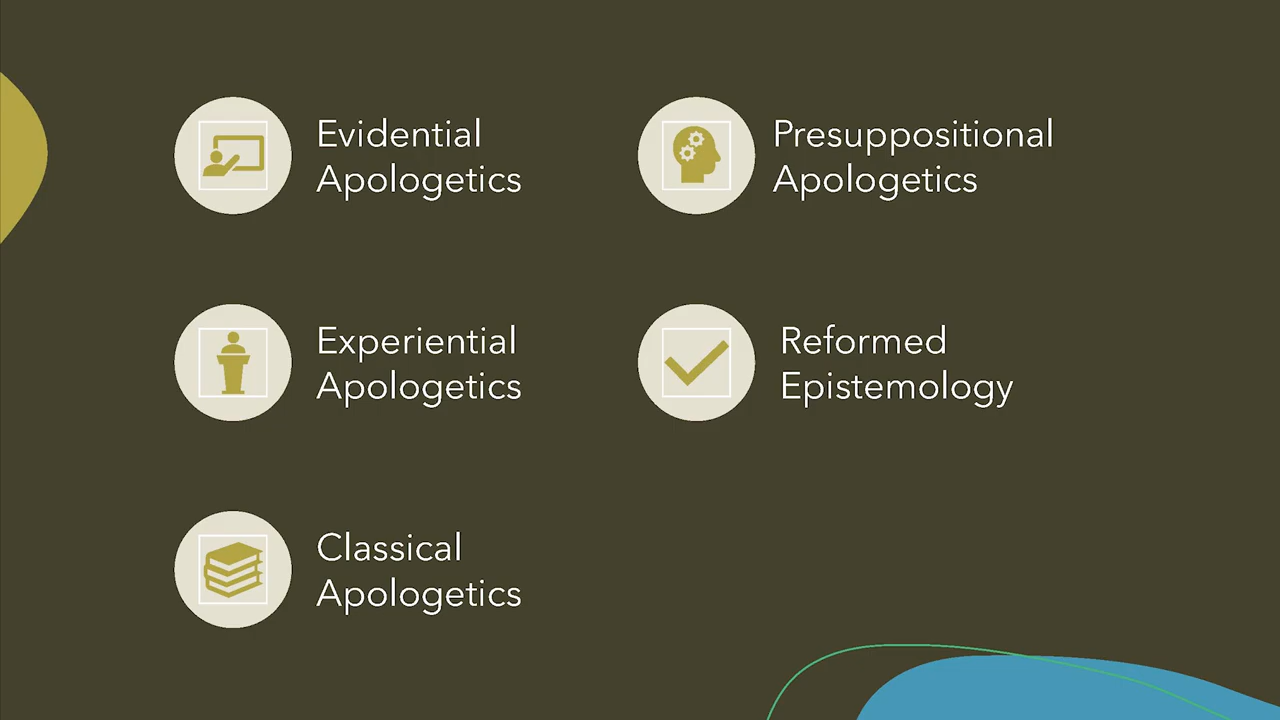 Evidential
Apologetics
Presuppositional
Apologetics
Experiential
Apologetics
Reformed
Epistemology
Classical
Apologetics